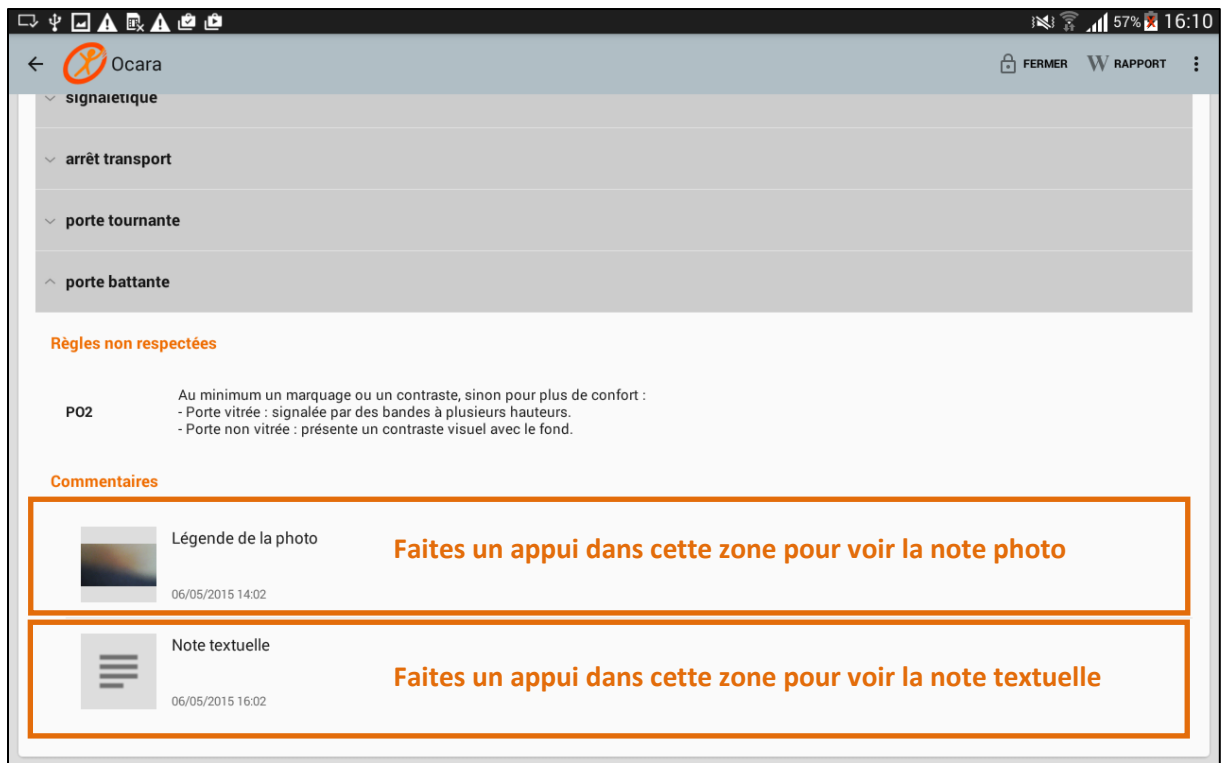 57% 16:10
Ocara
FERMER W RAPPORT
signalétique
arrêt transport
porte tournante
porte battante
Règles non respectées
PO2
Au minimum un marquage ou un contraste, sinon pour plus de confort :
- Porte vitrée : signalée par des bandes à plusieurs hauteurs.
- Porte non vitrée : présente un contraste visuel avec le fond.
Commentaires
Légende de la photo
Faites un appui dans cette zone pour voir la note photo
06/05/2015 14:02
Note textuelle
Faites un appui dans cette zone pour voir la note textuelle
06/05/2015 16:02